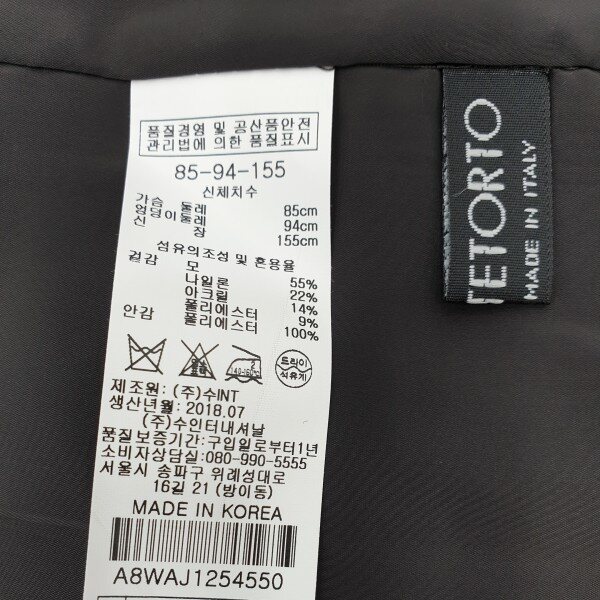 품질경영 및 공산품안전
관리법에 의한 품질표시
85-94-155
신체치수
가슴 둘레 85cm
엉덩이둘레 94cm
신 장 155cm
섬유의조성 및 혼용율
겉감 모 55%
나일론 22%
아크릴 14%
폴리에스터 9%
안감 폴리에스터 100%
2
140-160℃
드라이
석유계
제조원: (주)수INT
생산년월: 2018.07
(주)수인터내셔날
품질보증기간:구입일로부터1년
소비자상담실:080-990-5555
서울시 송파구 위례성대로
16길 21 (방이동)
MADE IN KOREA
A8WAJ1254550
TETORTO
MADE IN ITALY